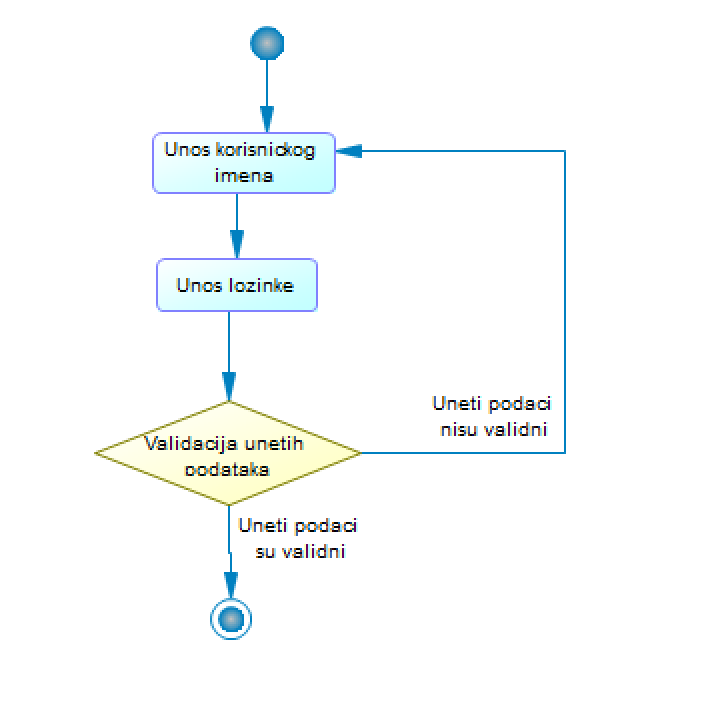 Unos korisnickog
imena
Unos lozinke
Uneti podaci
nisu validni
Validacija unetih
podataka
Uneti podaci
su validni